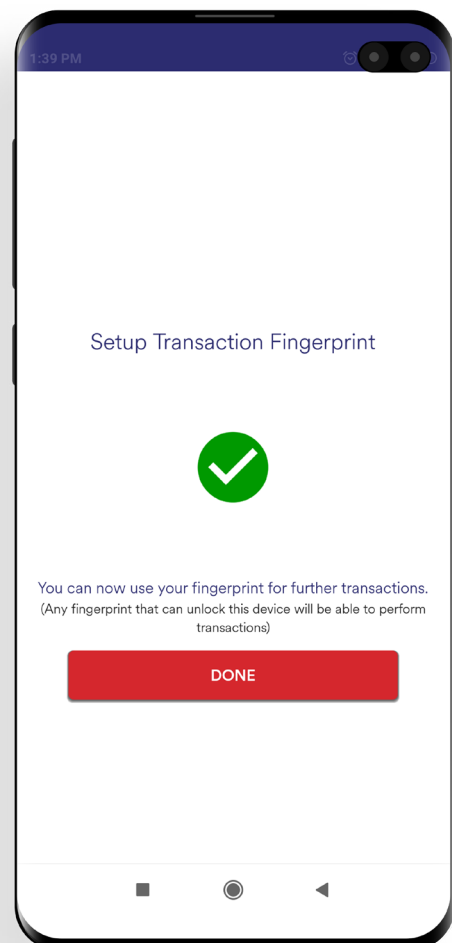 1:39 PM
Setup Transaction Fingerprint
You can now use your fingerprint for further transactions.
(Any fingerprint that can unlock this device will be able to perform
transactions)
DONE